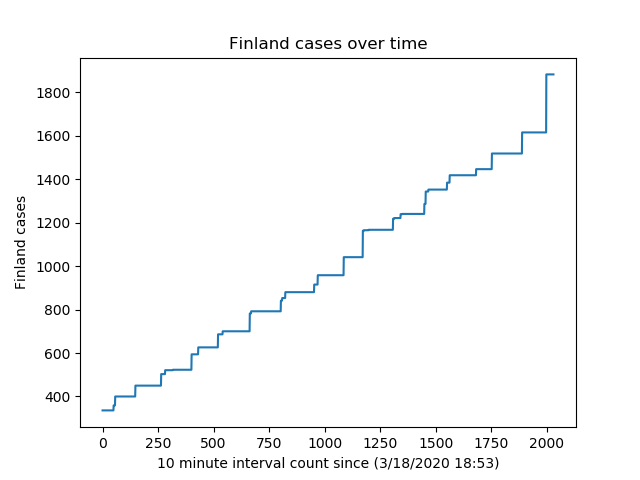 Finland cases over time
Finland cases
1800
1600
1400
1200
1000
800
600
400
0 250 500 750 1000 1250 1500 1750 2000
10 minute interval count since (3/18/2020 18:53)